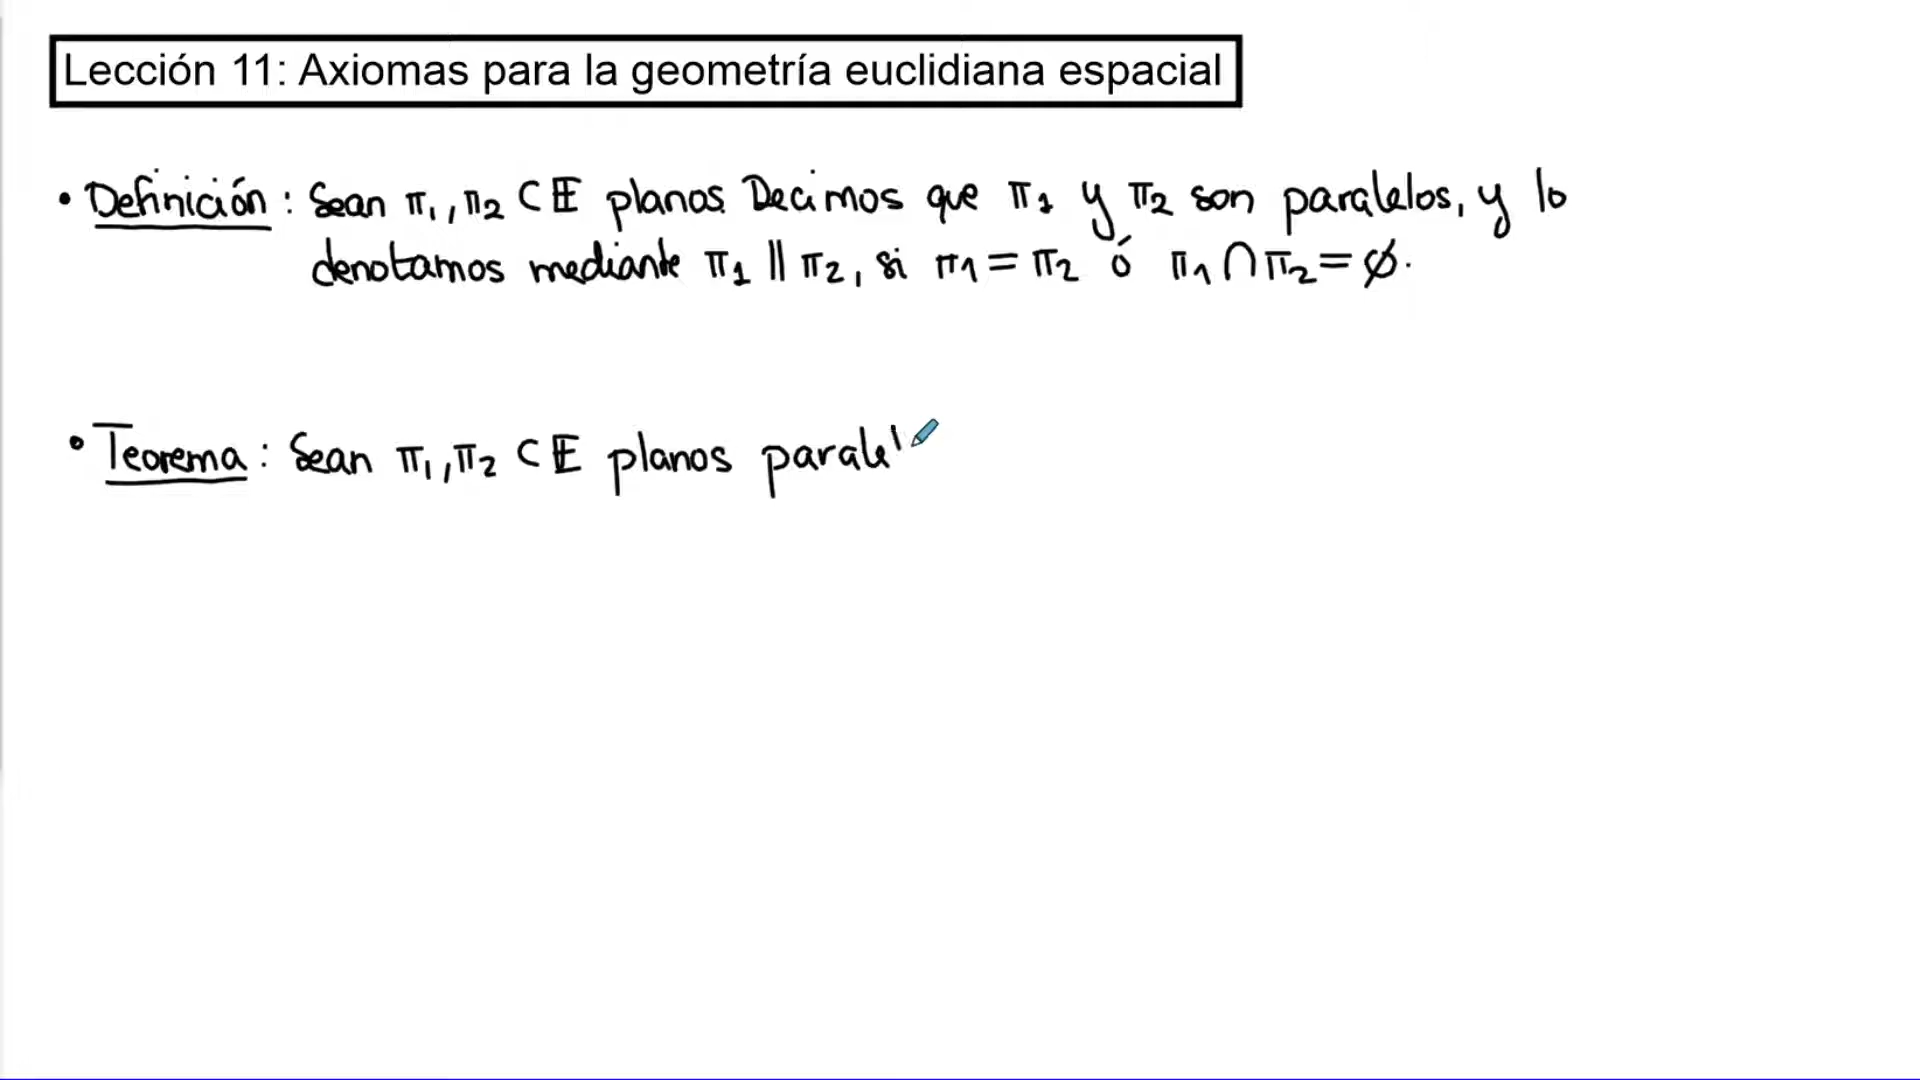 Lección 11: Axiomas para la geometría euclidiana espacial
• Definición: Sean π₁, π₂ ⊂ 𝔼 planos. Decimos que π₁ y π₂ son paralelos, y lo
denotamos mediante π₁ || π₂, si π₁ = π₂ ó π₁ ∩ π₂ = ∅.
• Teorema: Sean π₁, π₂ ⊂ 𝔼 planos paralel